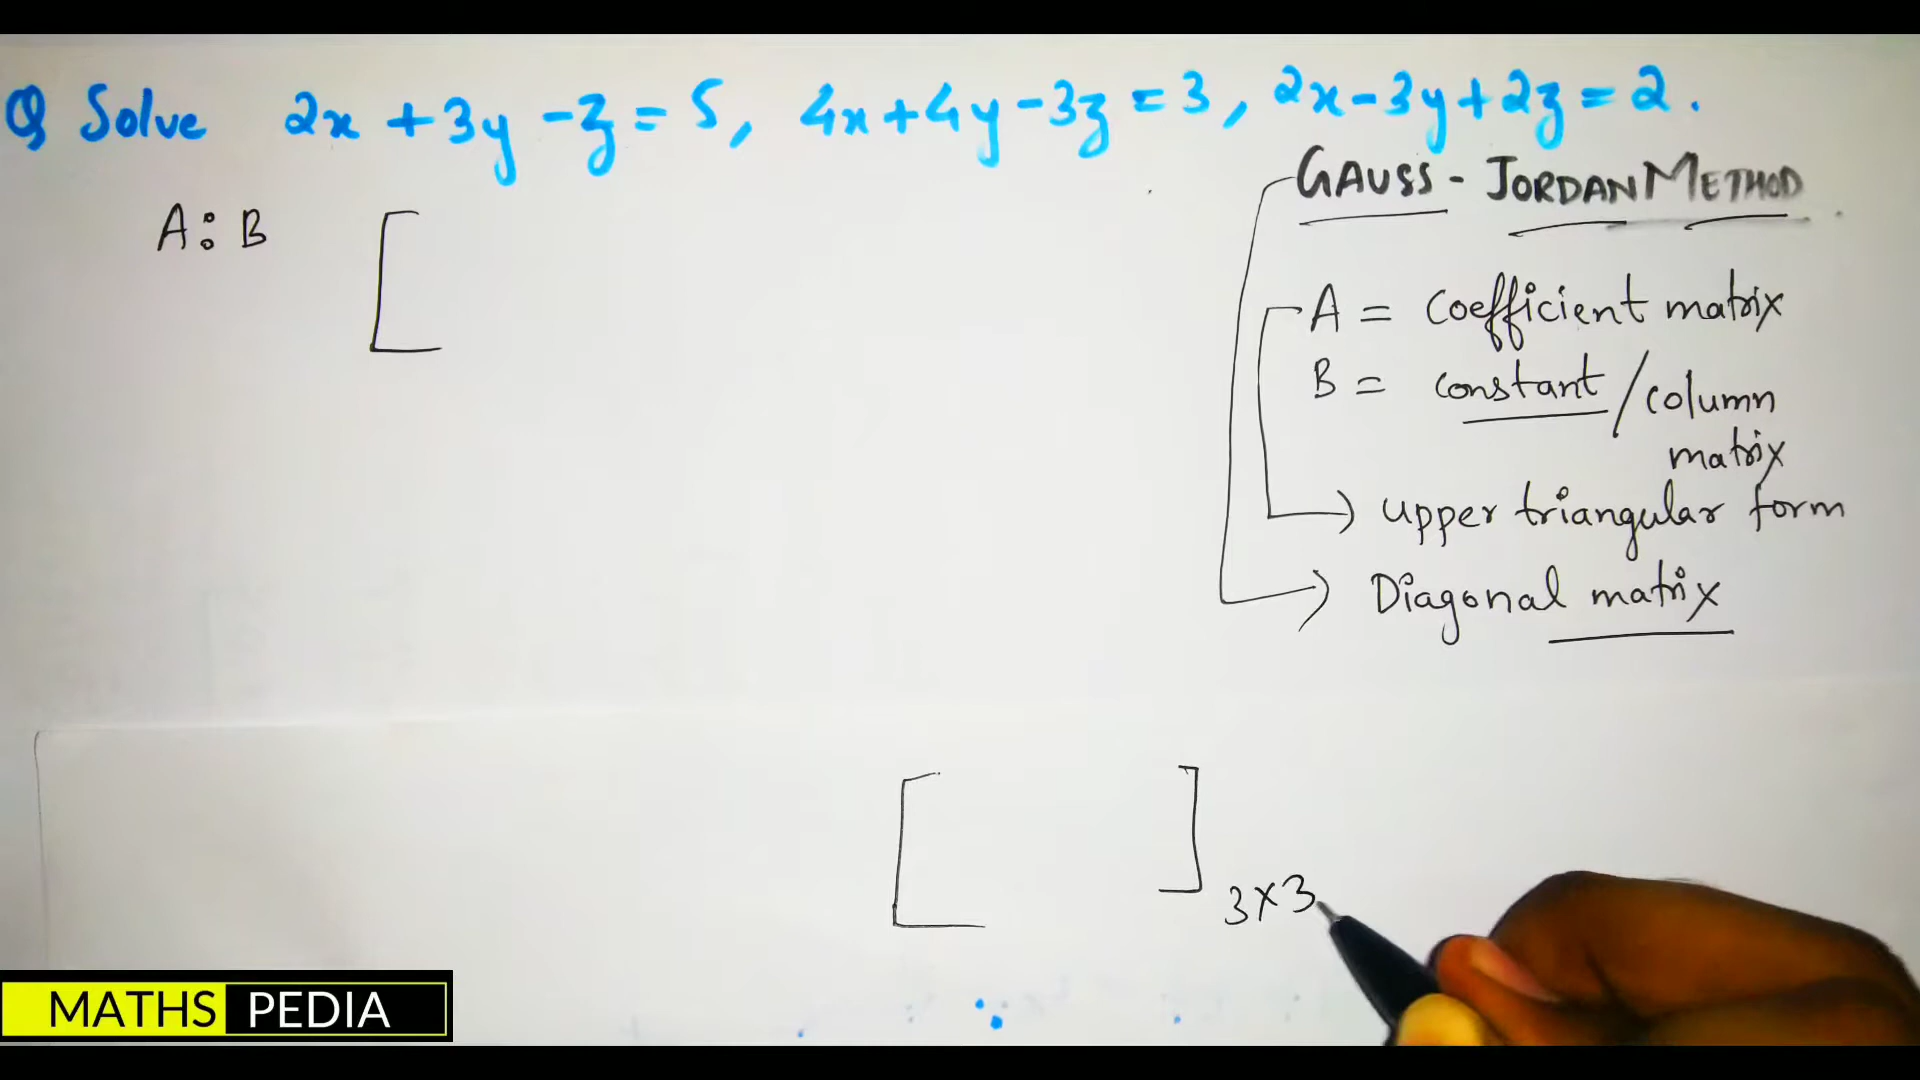 Q Solve 2x + 3y - z = 5, 4x + 4y - 3z = 3, 2x - 3y + 2z = 2.
GAUSS - JORDAN METHOD
A : B [
A = Coefficient matrix
B = constant / column
matrix
upper triangular form
Diagonal matrix
[ ] 3×3
MATHS PEDIA